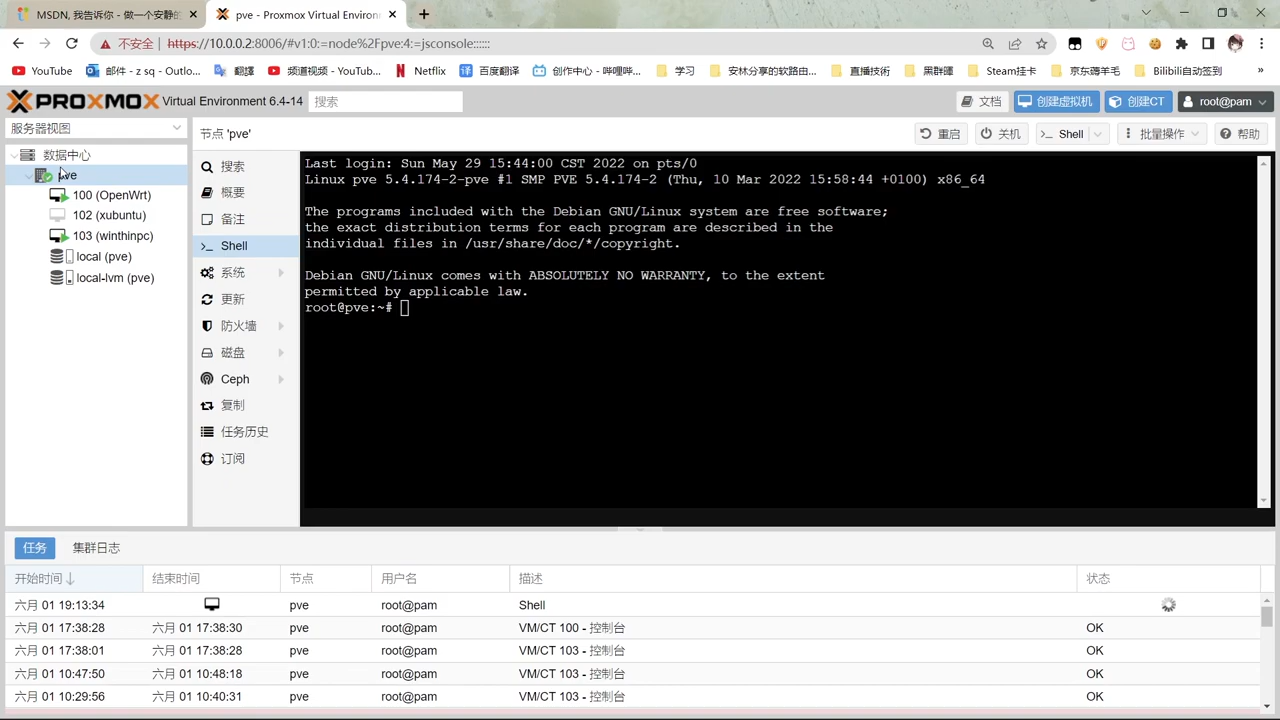 MSDN, 我告诉你 - 做一个安静的
pve - Proxmox Virtual Environm
不安全
https://10.0.0.2:8006/#v1:0:=node%2Fpve:4:=jsconsole::::::
YouTube
邮件 - z sq - Outlo...
翻譯
频道视频 - YouTub...
Netflix
百度翻译
创作中心 - 哔哩哔...
学习
安林分享的软路由...
直播技術
黑群暉
Steam挂卡
京东薅羊毛
Bilibili自动签到
»
PROXMOX Virtual Environment 6.4-14
搜索
文档
创建虚拟机
创建CT
root@pam
服务器视图
节点 'pve'
重启
关机
Shell
批量操作
帮助
数据中心
pve
100 (OpenWrt)
102 (xubuntu)
103 (winthinpc)
local (pve)
local-lvm (pve)
搜索
概要
备注
Shell
系统
更新
防火墙
磁盘
Ceph
复制
任务历史
订阅
Last login: Sun May 29 15:44:00 CST 2022 on pts/0
Linux pve 5.4.174-2-pve #1 SMP PVE 5.4.174-2 (Thu, 10 Mar 2022 15:58:44 +0100) x86_64
The programs included with the Debian GNU/Linux system are free software;
the exact distribution terms for each program are described in the
individual files in /usr/share/doc/*/copyright.
Debian GNU/Linux comes with ABSOLUTELY NO WARRANTY, to the extent
permitted by applicable law.
root@pve:~#
任务
集群日志
开始时间 结束时间 节点 用户名 描述 状态
六月 01 19:13:34 pve root@pam Shell
六月 01 17:38:28 六月 01 17:38:30 pve root@pam VM/CT 100 - 控制台 OK
六月 01 17:38:01 六月 01 17:38:28 pve root@pam VM/CT 103 - 控制台 OK
六月 01 10:47:50 六月 01 10:48:18 pve root@pam VM/CT 103 - 控制台 OK
六月 01 10:29:56 六月 01 10:40:31 pve root@pam VM/CT 103 - 控制台 OK